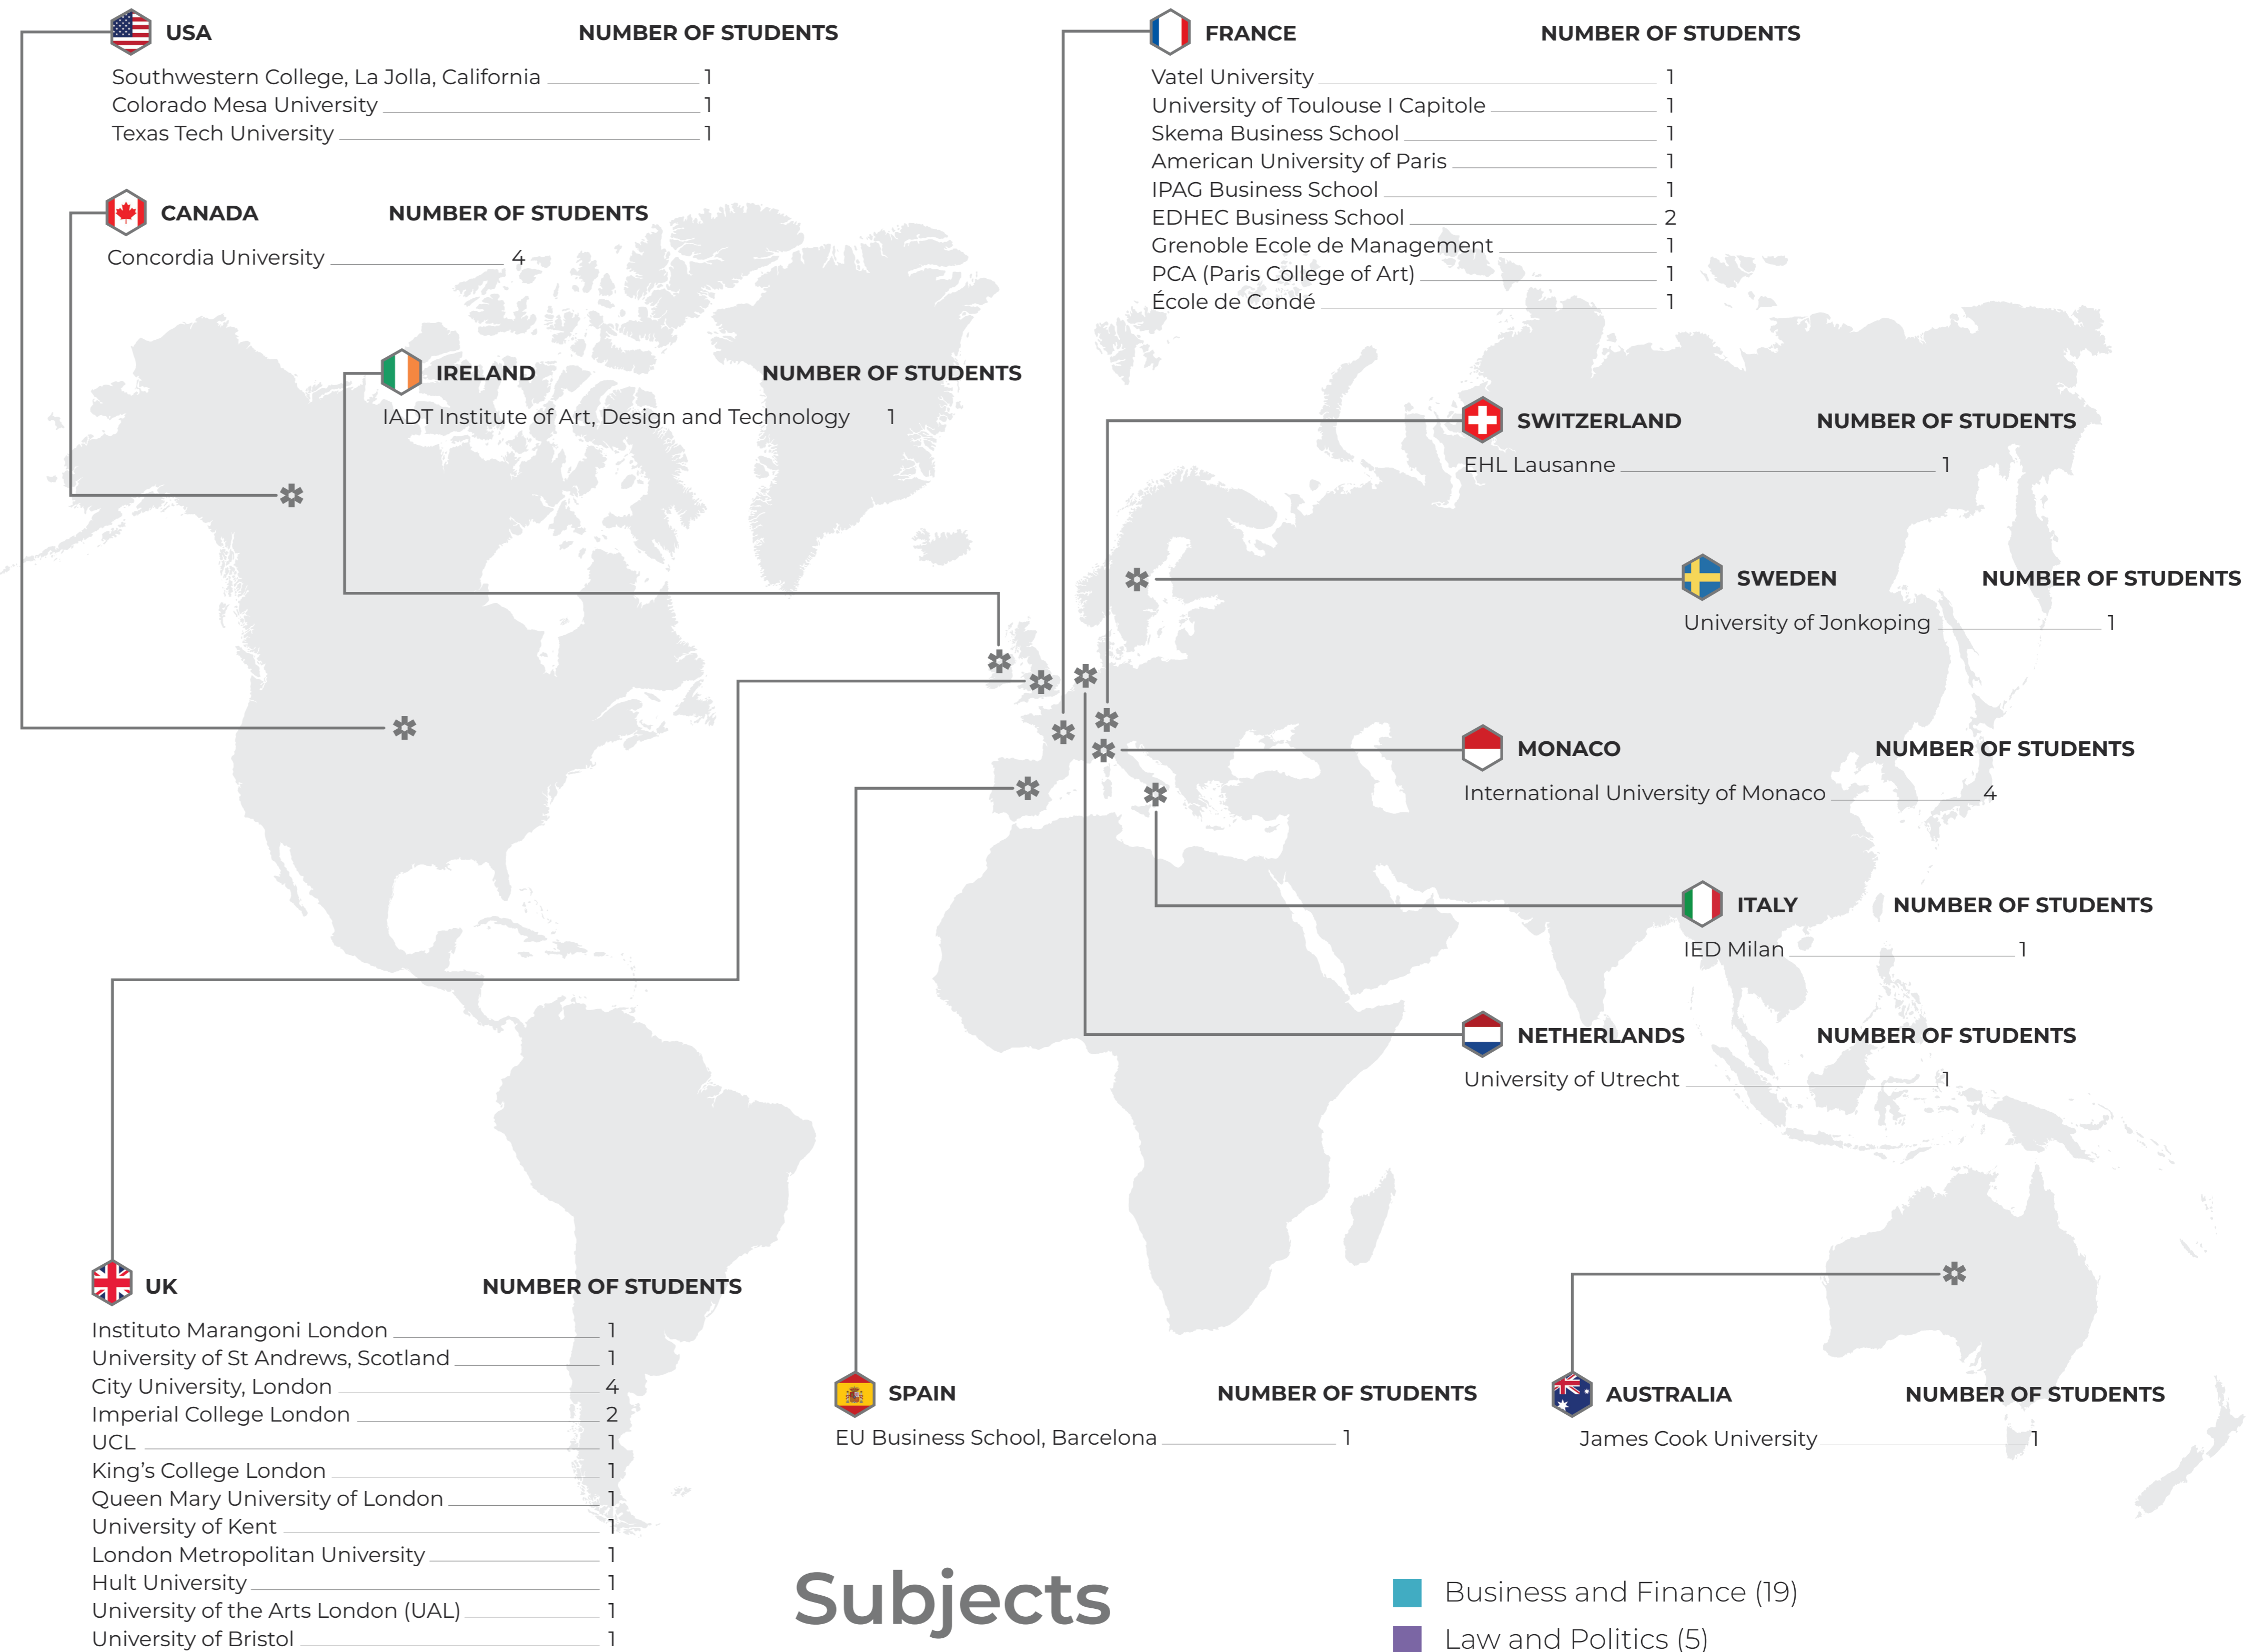 USA NUMBER OF STUDENTS
Southwestern College, La Jolla, California 1
Colorado Mesa University 1
Texas Tech University 1
CANADA NUMBER OF STUDENTS
Concordia University 4
IRELAND NUMBER OF STUDENTS
IADT Institute of Art, Design and Technology 1
FRANCE NUMBER OF STUDENTS
Vatel University 1
University of Toulouse I Capitole 1
Skema Business School 1
American University of Paris 1
IPAG Business School 1
EDHEC Business School 2
Grenoble Ecole de Management 1
PCA (Paris College of Art) 1
École de Condé 1
SWITZERLAND NUMBER OF STUDENTS
EHL Lausanne 1
SWEDEN NUMBER OF STUDENTS
University of Jonkoping 1
MONACO NUMBER OF STUDENTS
International University of Monaco 4
ITALY NUMBER OF STUDENTS
IED Milan 1
NETHERLANDS NUMBER OF STUDENTS
University of Utrecht 1
UK NUMBER OF STUDENTS
Instituto Marangoni London 1
University of St Andrews, Scotland 1
City University, London 4
Imperial College London 2
UCL 1
King's College London 1
Queen Mary University of London 1
University of Kent 1
London Metropolitan University 1
Hult University 1
University of the Arts London (UAL) 1
University of Bristol 1
SPAIN NUMBER OF STUDENTS
EU Business School, Barcelona 1
AUSTRALIA NUMBER OF STUDENTS
James Cook University 1
Subjects
Business and Finance (19)
Law and Politics (5)